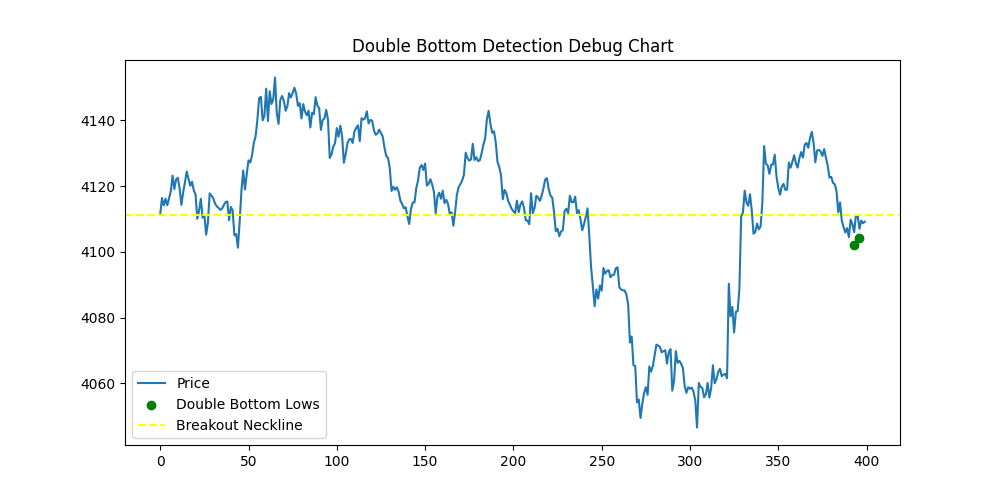 Double Bottom Detection Debug Chart
4140
4120
4100
4080
4060
Price
Double Bottom Lows
Breakout Neckline
0 50 100 150 200 250 300 350 400